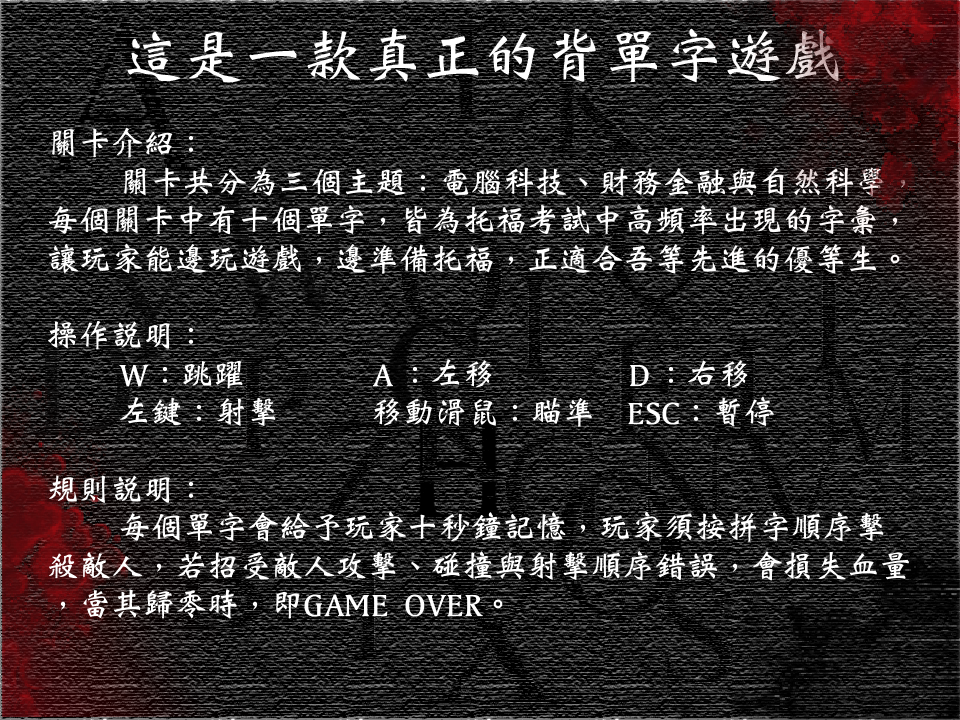 這是一款真正的背單字遊戲
關卡介紹：
關卡共分為三個主題：電腦科技、財務金融與自然科學，
每個關卡中有十個單字，皆為托福考試中高頻率出現的字彙，
讓玩家能邊玩遊戲，邊準備托福，正適合吾等先進的優等生。
操作說明：
W：跳躍 A：左移 D：右移
左鍵：射擊 移動滑鼠：瞄準 ESC：暫停
規則說明：
每個單字會給予玩家十秒鐘記憶，玩家須按拼字順序擊
殺敵人，若招受敵人攻擊、碰撞與射擊順序錯誤，會損失血量
，當其歸零時，即GAME OVER。